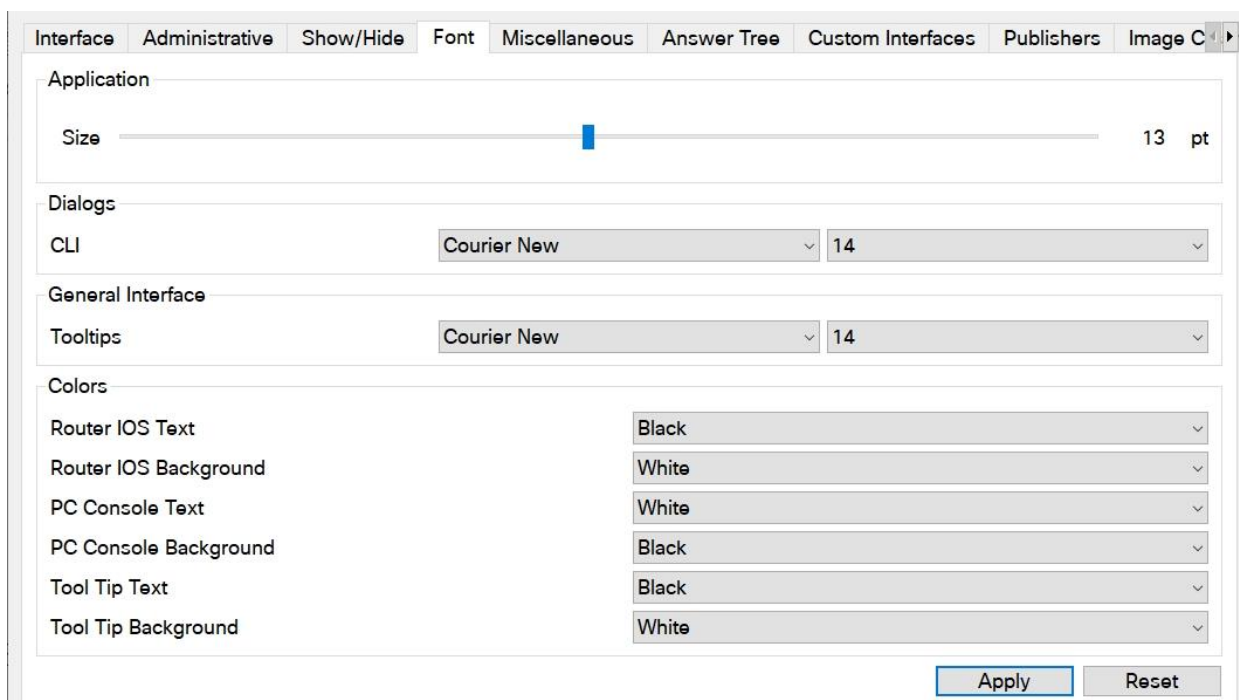 Interface Administrative Show/Hide Font Miscellaneous Answer Tree Custom Interfaces Publishers Image C
Application
Size 13 pt
Dialogs
CLI Courier New 14
General Interface
Tooltips Courier New 14
Colors
Router IOS Text Black
Router IOS Background White
PC Console Text White
PC Console Background Black
Tool Tip Text Black
Tool Tip Background White
Apply Reset